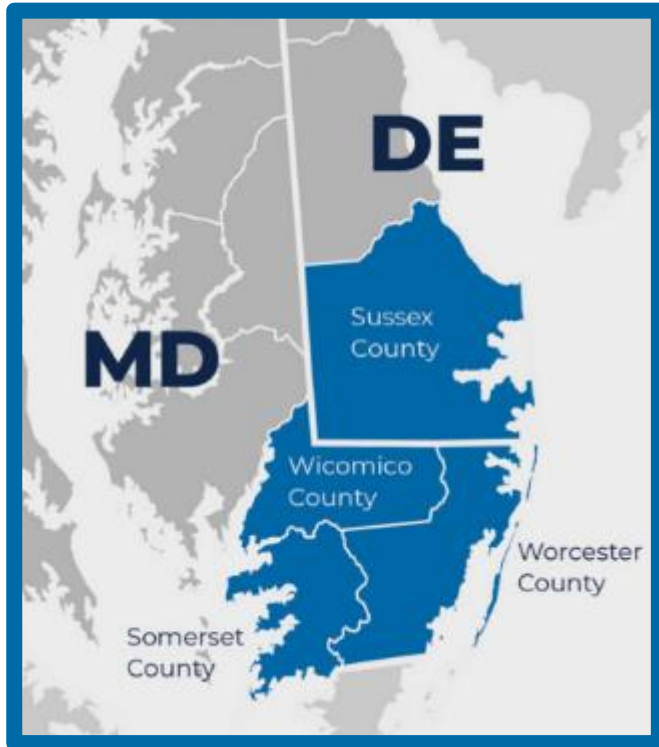 DE
Sussex
County
MD
Wicomico
County
Worcester
County
Somerset
County